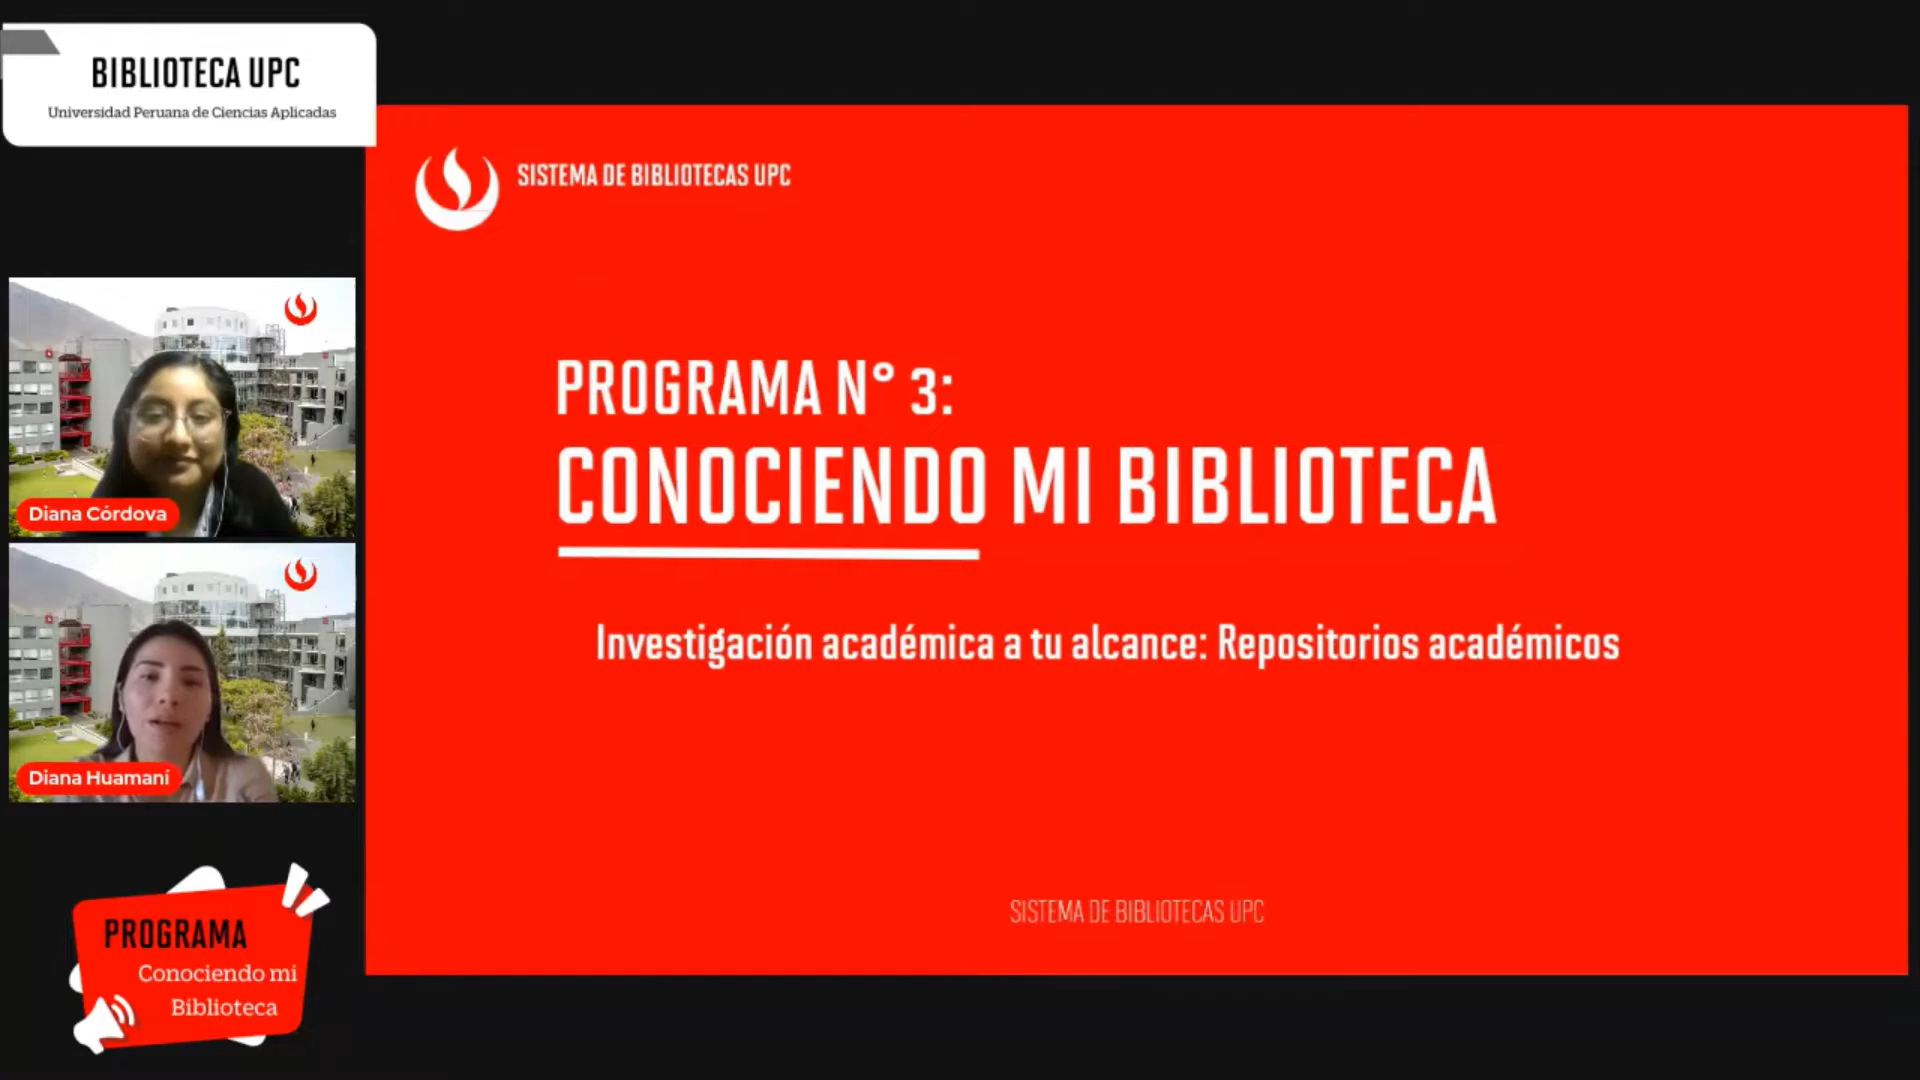 BIBLIOTECA UPC
Universidad Peruana de Ciencias Aplicadas
SISTEMA DE BIBLIOTECAS UPC
PROGRAMA N° 3:
CONOCIENDO MI BIBLIOTECA
Investigación académica a tu alcance: Repositorios académicos
SISTEMA DE BIBLIOTECAS UPC
Diana Córdova
Diana Huamaní
PROGRAMA
Conociendo mi
Biblioteca